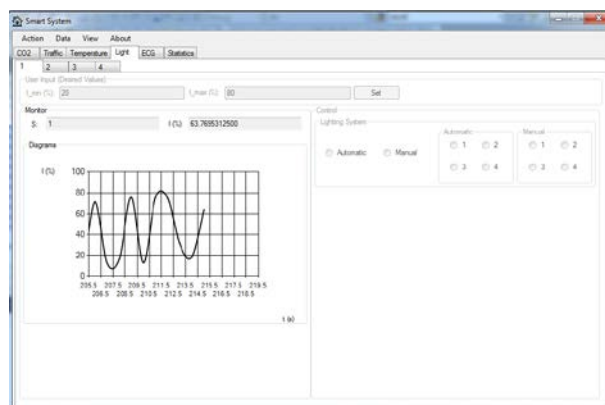 Smart System
Action Data View About
CO2 Traffic Temperature Light ECG Statistics
1 2 3 4
User Input (Desired Values)
I_min (%): 20 I_max (%): 80 Set
Monitor
S: 1 I (%): 63.7695312500
Control
Lighting System
Automatic Manual
Automatic
1 2
3 4
Manual
1 2
3 4
Diagrams
I (%)
100
80
60
40
20
0
205.5 207.5 209.5 211.5 213.5 215.5 217.5 219.5
206.5 208.5 210.5 212.5 214.5 216.5 218.5
t (s)